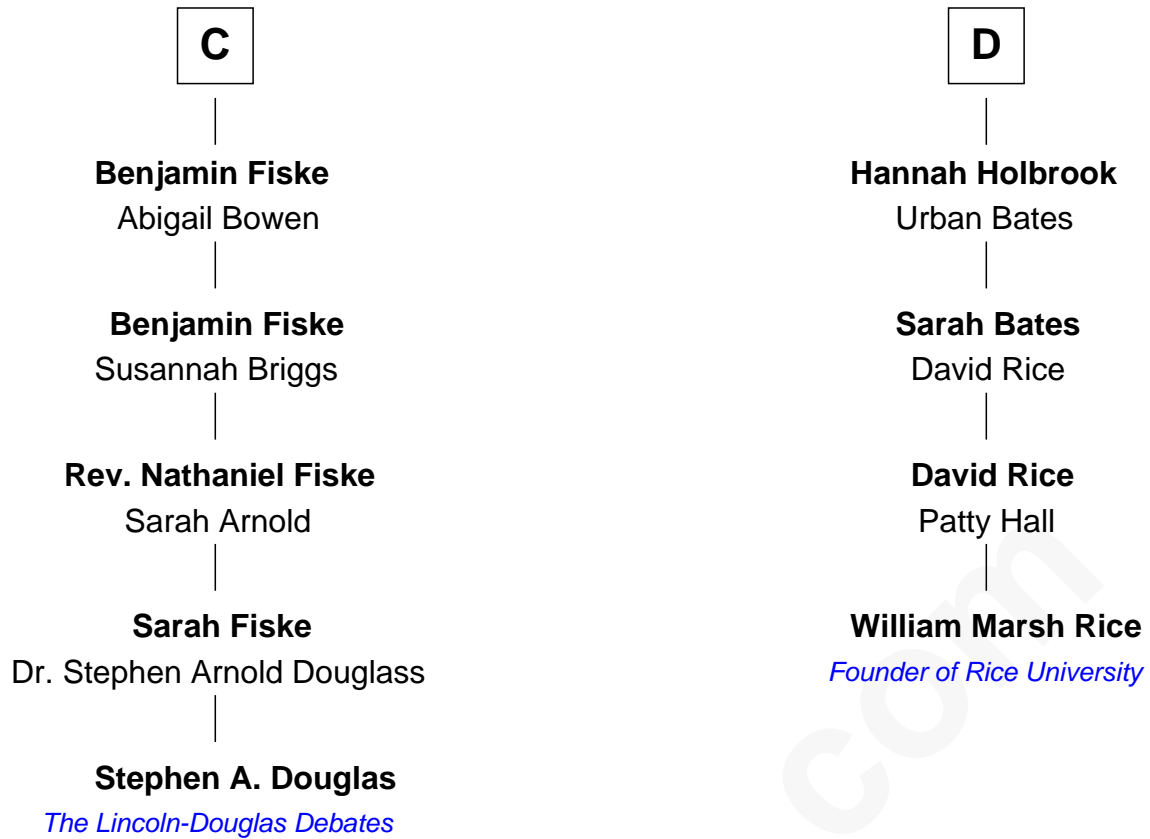 C
Benjamin Fiske
Abigail Bowen
Benjamin Fiske
Susannah Briggs
Rev. Nathaniel Fiske
Sarah Arnold
Sarah Fiske
Dr. Stephen Arnold Douglass
Stephen A. Douglas
The Lincoln-Douglas Debates
D
Hannah Holbrook
Urban Bates
Sarah Bates
David Rice
David Rice
Patty Hall
William Marsh Rice
Founder of Rice University
com